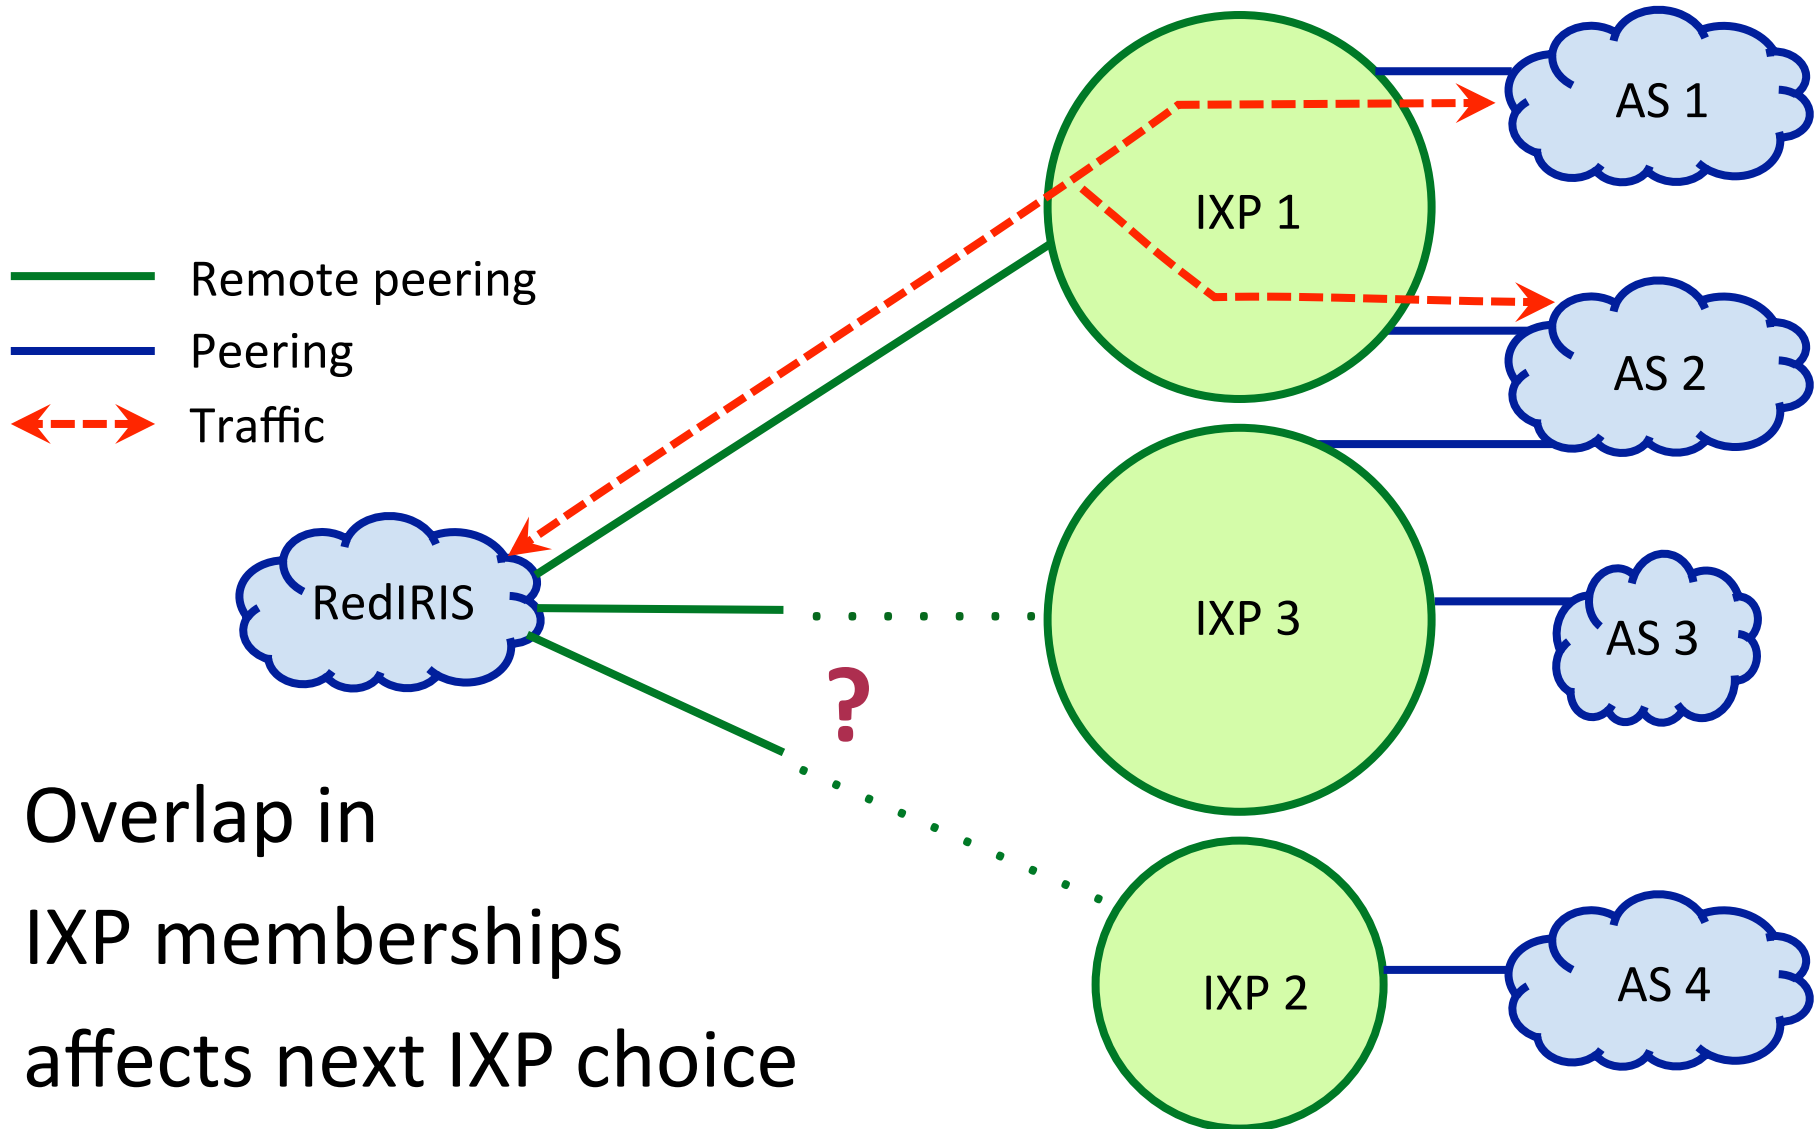 AS 1
IXP 1
Remote peering
Peering
AS 2
Traffic
RedIRIS
IXP 3
AS 3
?
Overlap in
IXP memberships
affects next IXP choice
IXP 2
AS 4